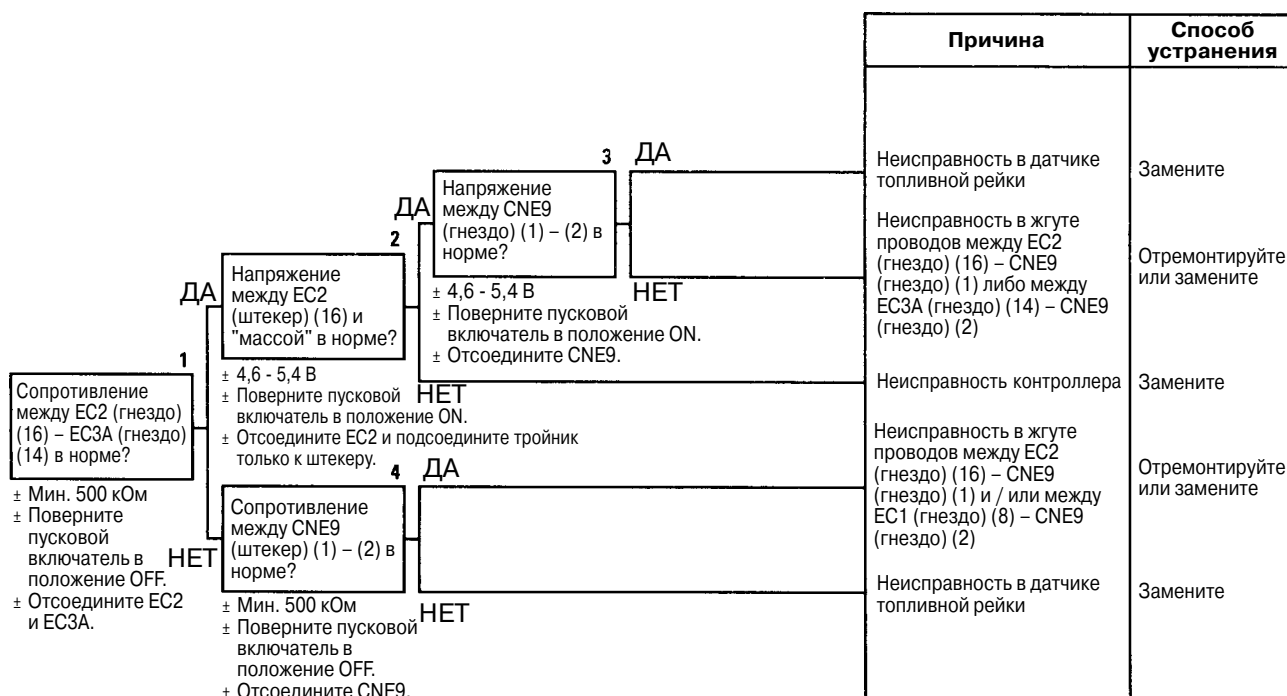 Причина
Способ
устранения
3
ДА
Напряжение
между CNE9
(гнездо) (1) – (2) в
норме?
ДА
± 4,6 - 5,4 В
± Поверните пусковой
включатель в положение ON.
± Отсоедините CNE9.
НЕТ
Неисправность в датчике
топливной рейки
Замените
Неисправность в жгуте
проводов между EC2
(гнездо) (16) – CNE9
(гнездо) (1) либо между
EC3A (гнездо) (14) – CNE9
(гнездо) (2)
Отремонтируйте
или замените
2
ДА
Напряжение
между EC2
(штекер) (16) и
"массой" в норме?
± 4,6 - 5,4 В
± Поверните пусковой
включатель в положение ON.
± Отсоедините EC2 и подсоедините тройник
только к штекеру.
НЕТ
Неисправность контроллера
Замените
1
Сопротивление
между EC2 (гнездо)
(16) – EC3A (гнездо)
(14) в норме?
± Мин. 500 кОм
± Поверните
пусковой
включатель в
положение OFF.
± Отсоедините EC2
и EC3A.
НЕТ
4
ДА
Сопротивление
между CNE9
(штекер) (1) – (2) в
норме?
± Мин. 500 кОм
± Поверните пусковой
включатель в
положение OFF.
± Отсоедините CNE9.
НЕТ
Неисправность в жгуте
проводов между EC2
(гнездо) (16) – CNE9
(гнездо) (1) и / или между
EC1 (гнездо) (8) – CNE9
(гнездо) (2)
Отремонтируйте
или замените
Неисправность в датчике
топливной рейки
Замените